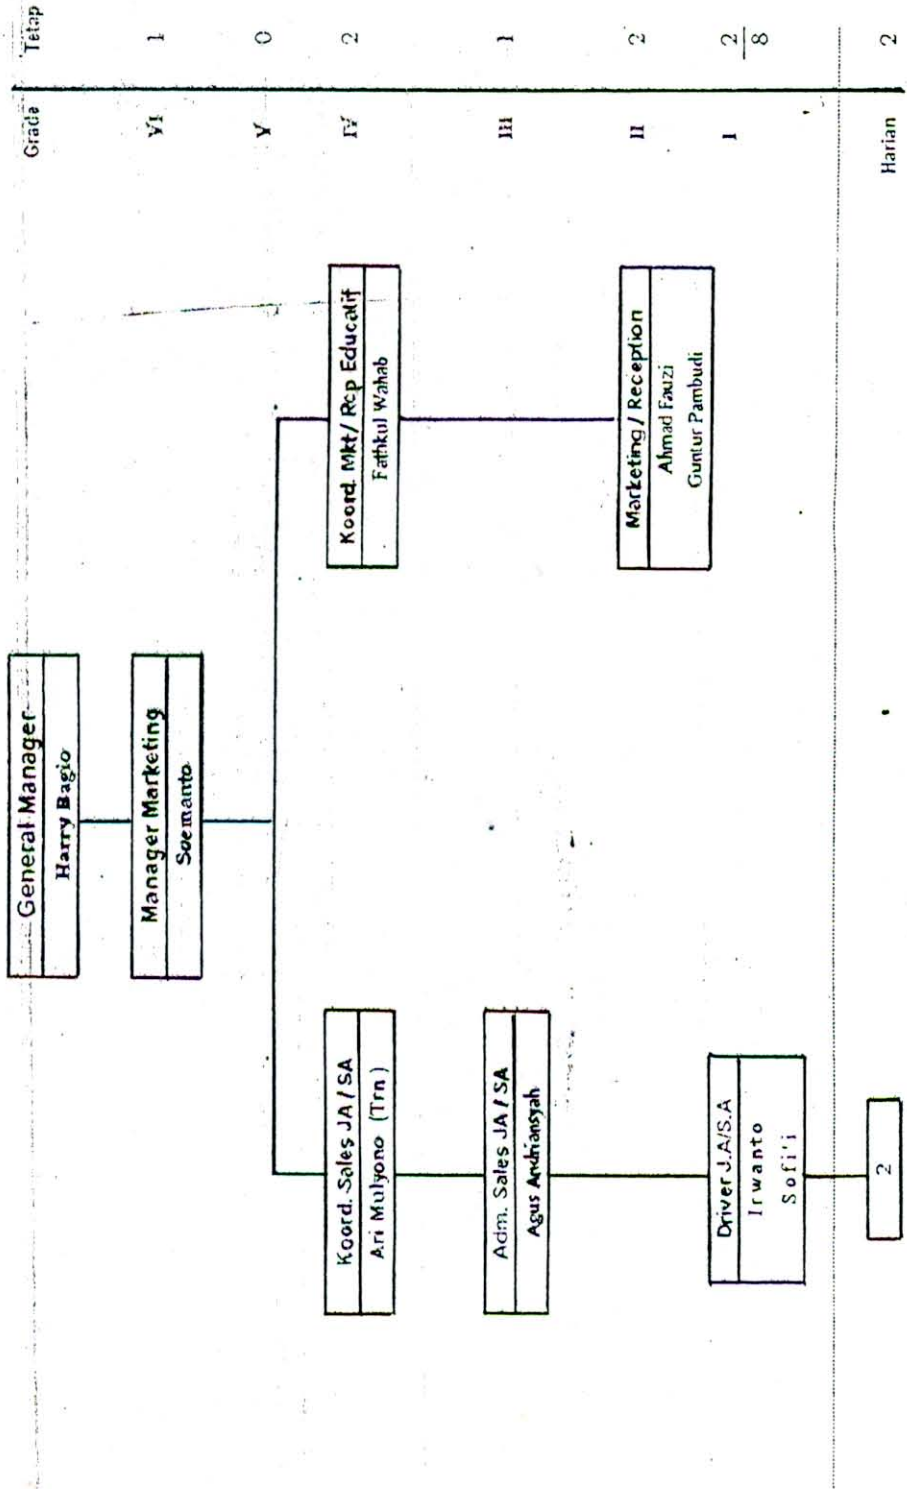 General Manager
Harry Bagio
Manager Marketing
Soemanto
Koord. Sales JA / SA
Ari Mulyono (Trn)
Koord. Mkt/ Rcp Educatif
Fathkul Wahab
Adm. Sales JA / SA
Agus Andriansyah
Marketing / Reception
Ahmad Fauzi
Guntur Pambudi
Driver J.A/S.A
Irwanto
Sofi'i
2
Grade Tetap
VI 1
V 0
IV 2
III 1
II 2
I 2
8
Harian 2